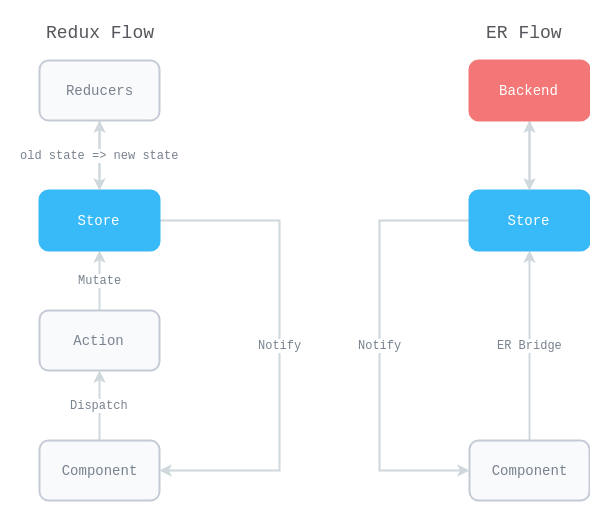 Redux Flow
Reducers
old state => new state
Store
Mutate
Action
Notify
Dispatch
Component
ER Flow
Backend
Store
Notify
ER Bridge
Component